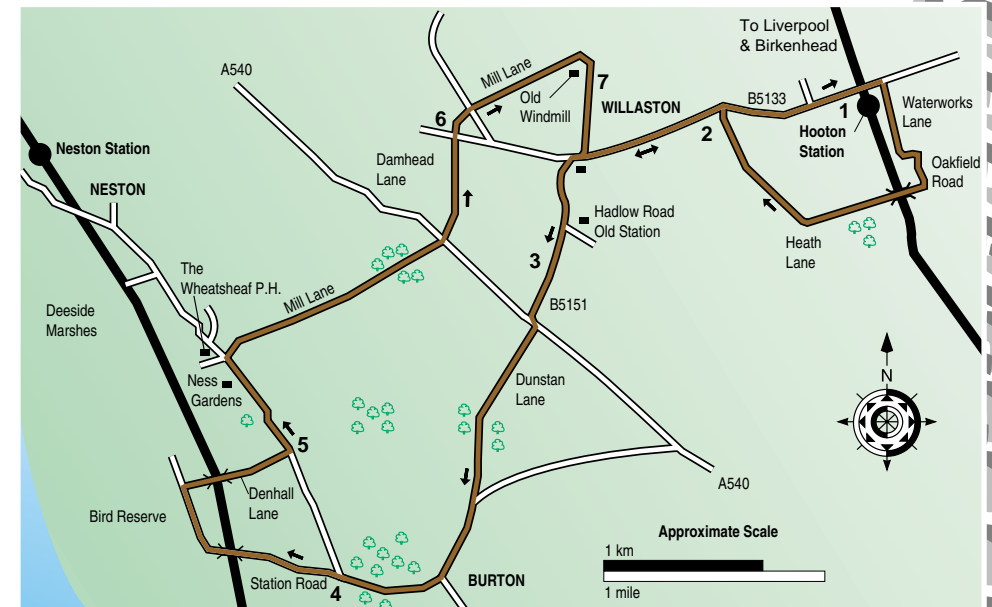 To Liverpool
& Birkenhead
A540
Mill Lane
7
Old
Windmill
WILLASTON
B5133
1
Waterworks
Lane
6
2
Hooton
Station
Neston Station
Damhead
Lane
Oakfield
Road
NESTON
Hadlow Road
Old Station
Heath
Lane
3
The
Wheatsheaf P.H.
Mill Lane
B5151
Deeside
Marshes
N
Ness
Gardens
Dunstan
Lane
5
A540
Denhall
Lane
Bird Reserve
Approximate Scale
1 km
Station Road
4
BURTON
1 mile